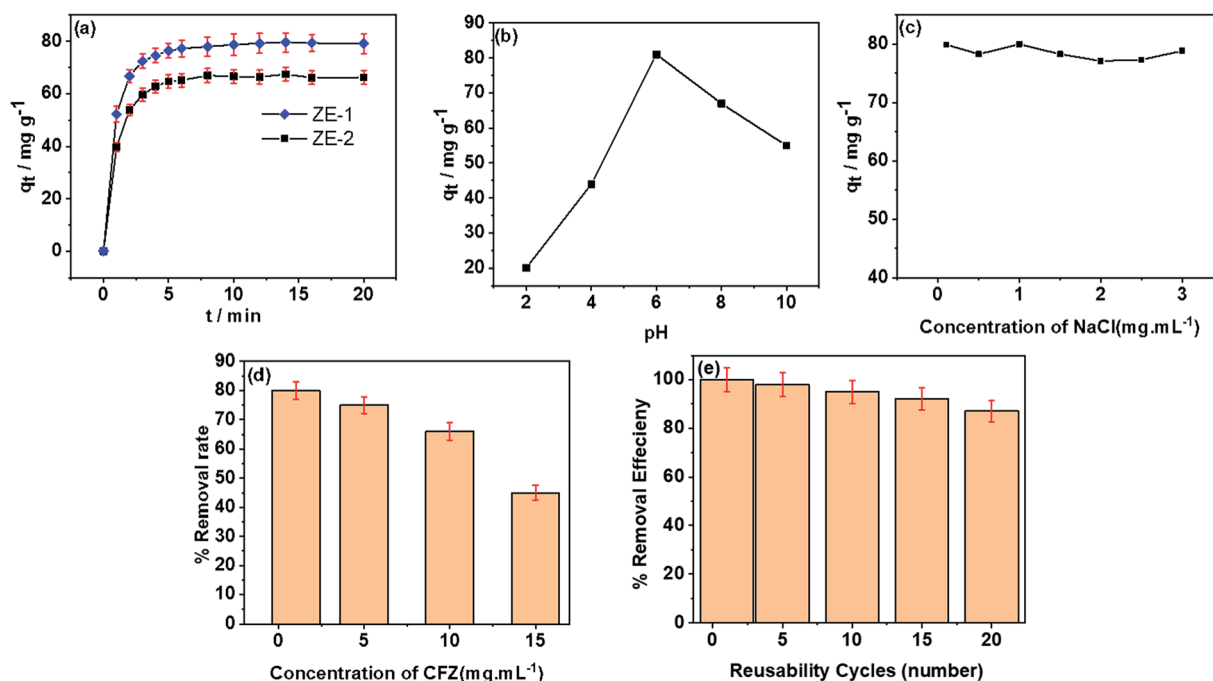 (a)
80
60
40
20
0
qt / mg g-1
ZE-1
ZE-2
0 5 10 15 20
t / min
(b)
90
80
70
60
50
40
30
20
qt / mg g-1
2 4 6 8 10
pH
(c)
80
70
60
50
40
qt / mg g-1
0 1 2 3
Concentration of NaCl(mg.mL-1)
(d)
90
80
70
60
50
40
30
20
10
0
% Removal rate
0 5 10 15
Concentration of CFZ(mg.mL-1)
(e)
100
80
60
40
20
0
% Removal Effecieny
0 5 10 15 20
Reusability Cycles (number)